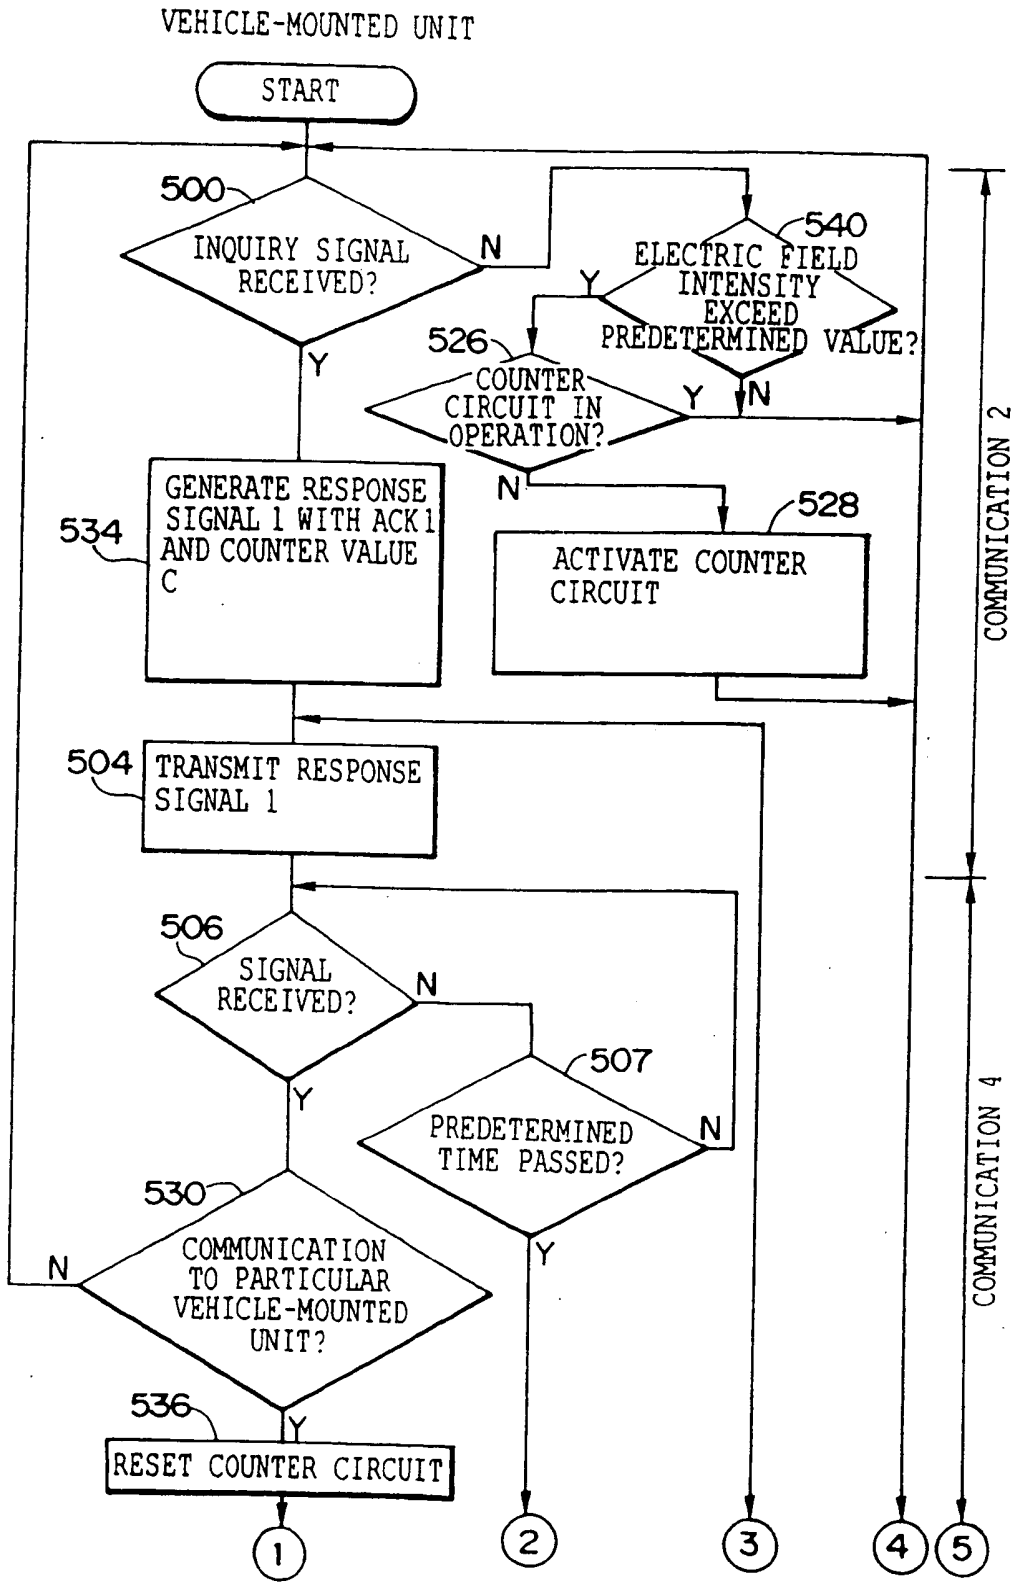 VEHICLE-MOUNTED UNIT
START
500
INQUIRY SIGNAL
RECEIVED?
N
Y
540
ELECTRIC FIELD
INTENSITY
EXCEED
PREDETERMINED VALUE?
Y
N
526
COUNTER
CIRCUIT IN
OPERATION?
Y
N
528
ACTIVATE COUNTER
CIRCUIT
534
GENERATE RESPONSE
SIGNAL 1 WITH ACK1
AND COUNTER VALUE
C
COMMUNICATION 2
504
TRANSMIT RESPONSE
SIGNAL 1
506
SIGNAL
RECEIVED?
N
Y
507
PREDETERMINED
TIME PASSED?
N
Y
COMMUNICATION 4
530
COMMUNICATION
TO PARTICULAR
VEHICLE-MOUNTED
UNIT?
N
Y
536
RESET COUNTER CIRCUIT
1
2
3
4
5